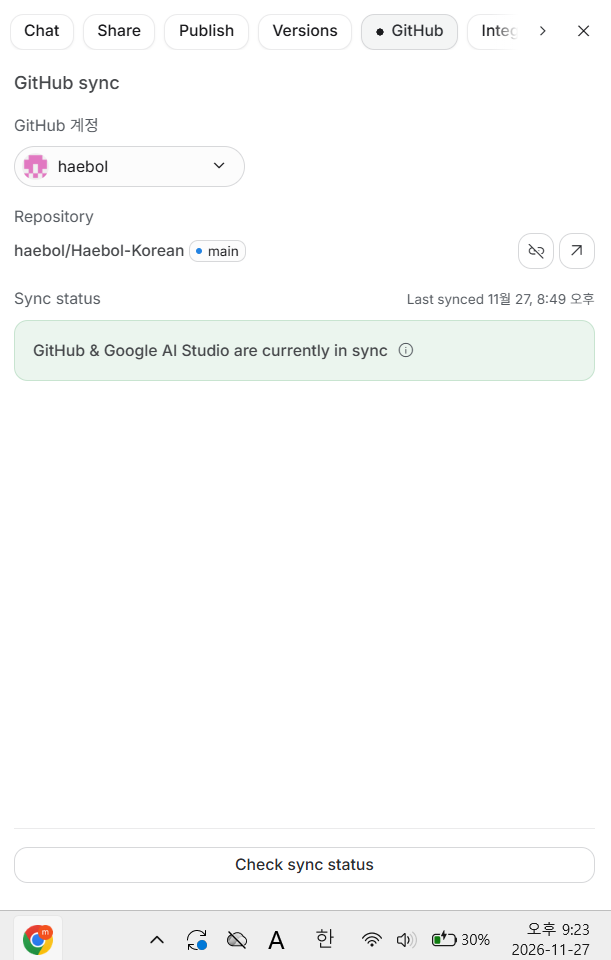 Chat Share Publish Versions GitHub Integ
GitHub sync
GitHub 계정
haebol
Repository
haebol/Haebol-Korean main
Sync status Last synced 11월 27, 8:49 오후
GitHub & Google AI Studio are currently in sync
Check sync status
m A 한 30% 오후 9:23
2026-11-27